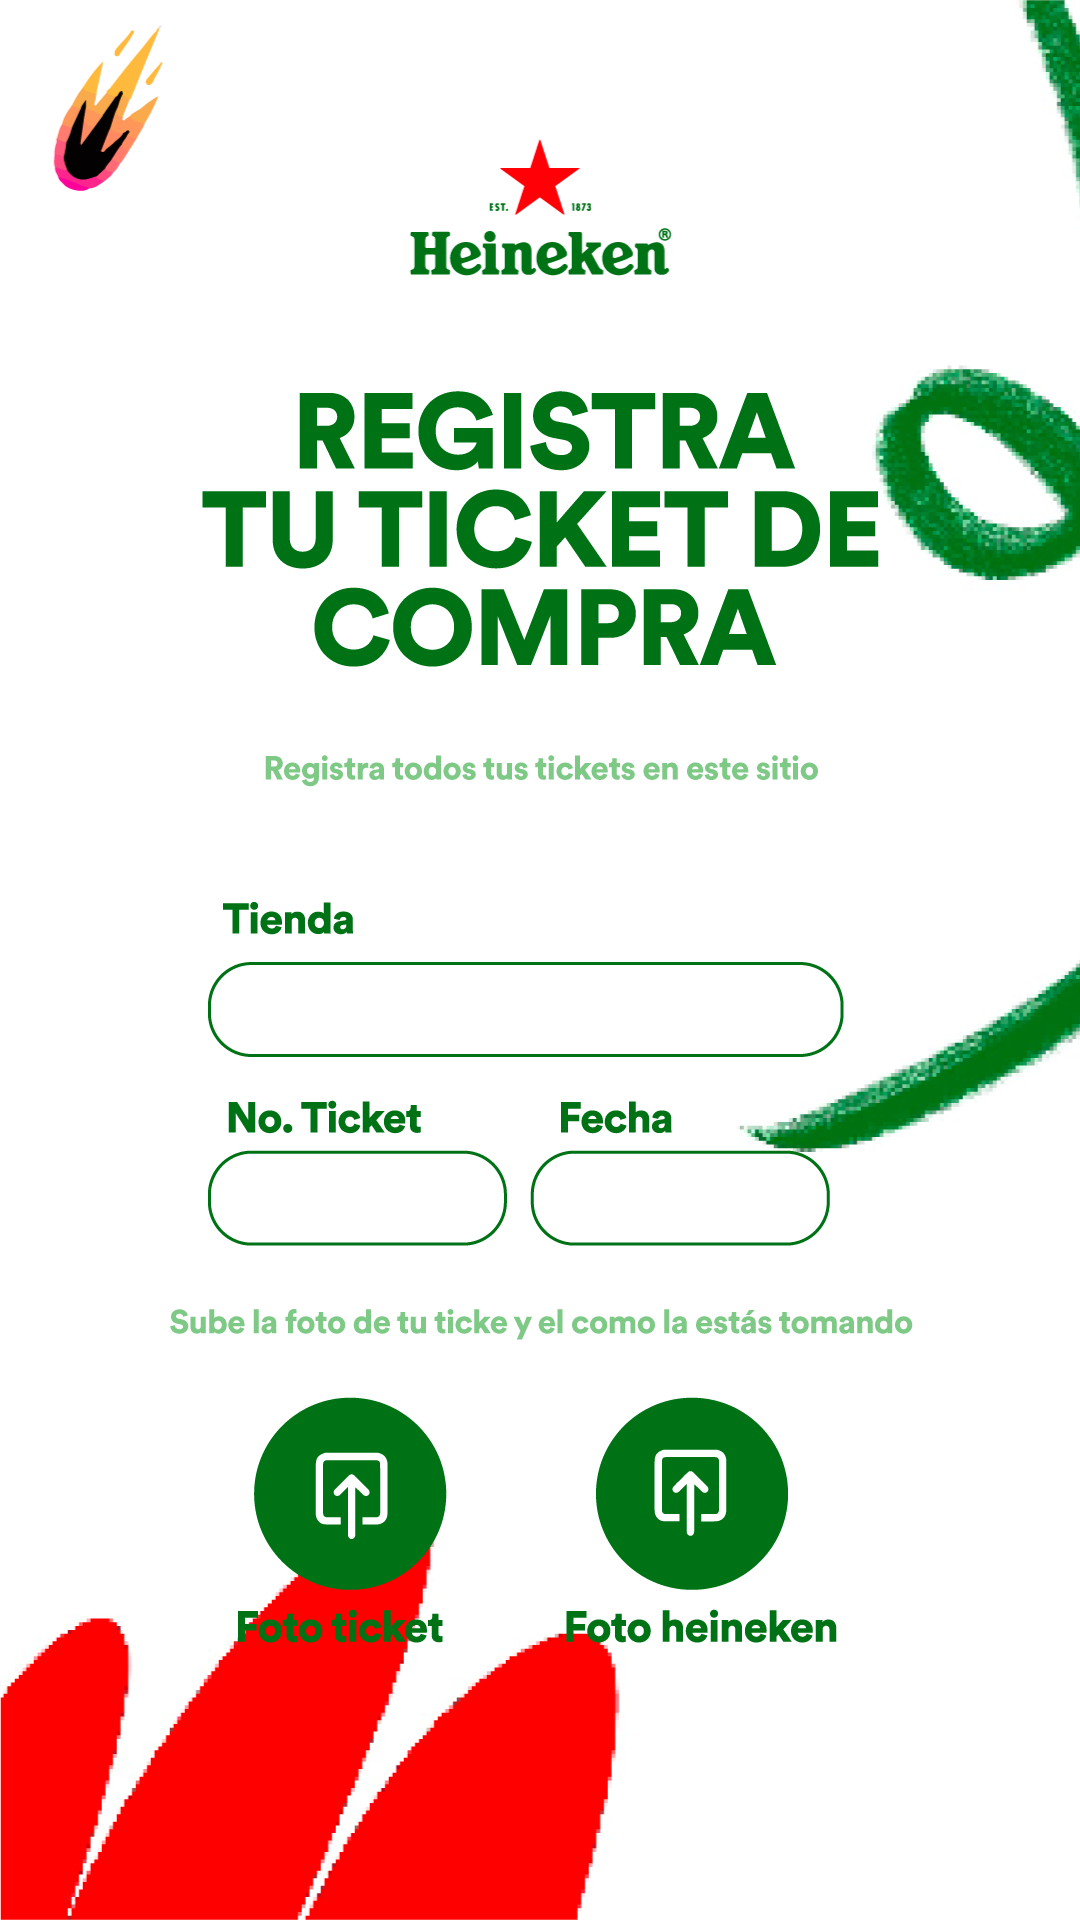 EST. 1873
Heineken®
REGISTRA
TU TICKET DE
COMPRA
Registra todos tus tickets en este sitio
Tienda
No. Ticket Fecha
Sube la foto de tu ticke y el como la estás tomando
Foto ticket Foto heineken